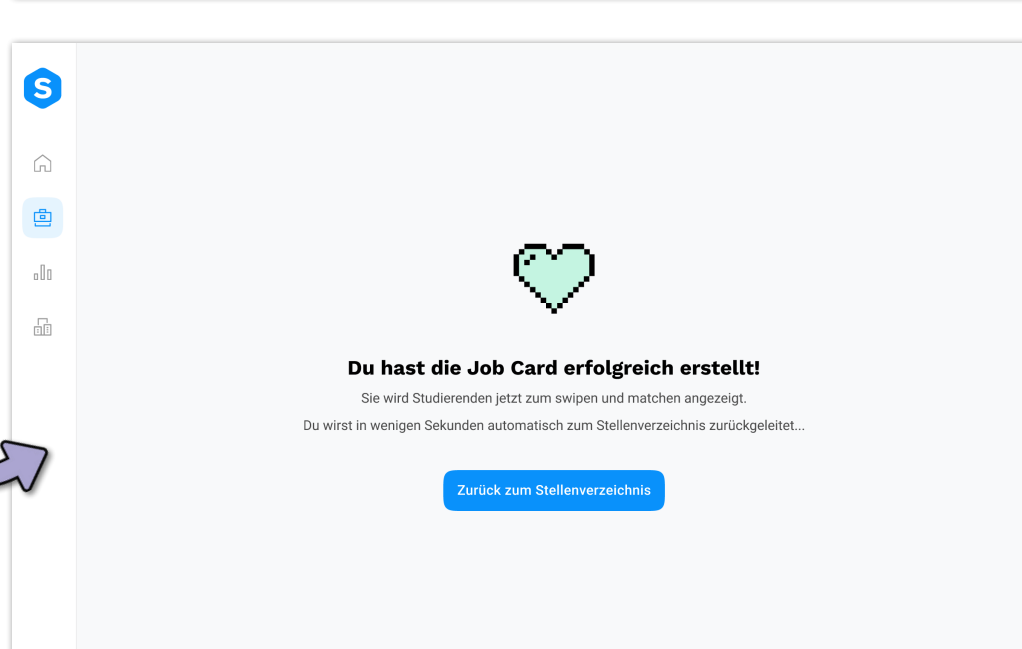 S
Du hast die Job Card erfolgreich erstellt!
Sie wird Studierenden jetzt zum swipen und matchen angezeigt.
Du wirst in wenigen Sekunden automatisch zum Stellenverzeichnis zurückgeleitet...
Zurück zum Stellenverzeichnis